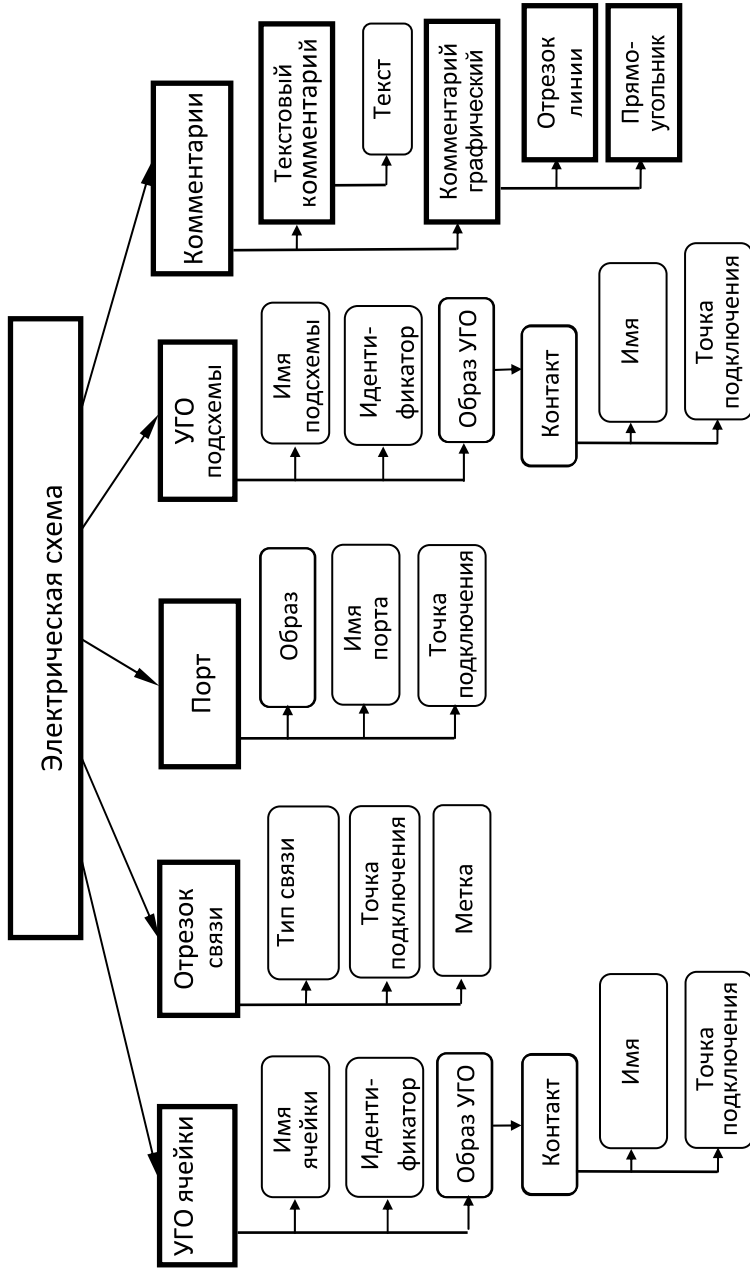 Электрическая схема
УГО ячейки
Имя
ячейки
Иденти-
фикатор
Образ УГО
Контакт
Имя
Точка
подключения
Отрезок
связи
Тип связи
Точка
подключения
Метка
Порт
Образ
Имя
порта
Точка
подключения
УГО
подсхемы
Имя
подсхемы
Иденти-
фикатор
Образ УГО
Контакт
Имя
Точка
подключения
Комментарии
Текстовый
комментарий
Текст
Комментарий
графический
Отрезок
линии
Прямо-
угольник